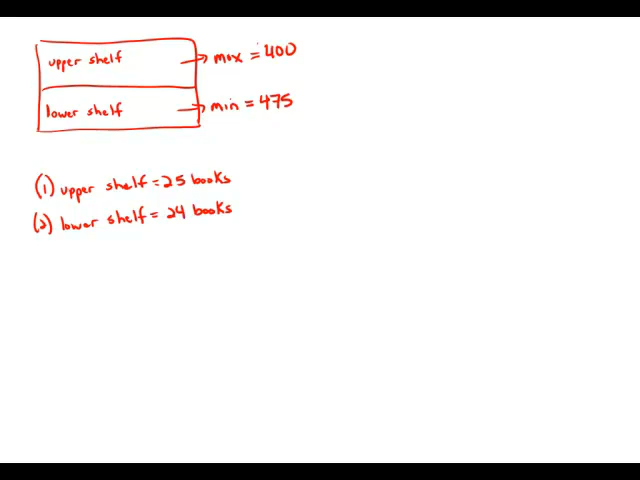 upper shelf → max = 400
lower shelf → min = 475
(1) upper shelf = 25 books
(2) lower shelf = 24 books